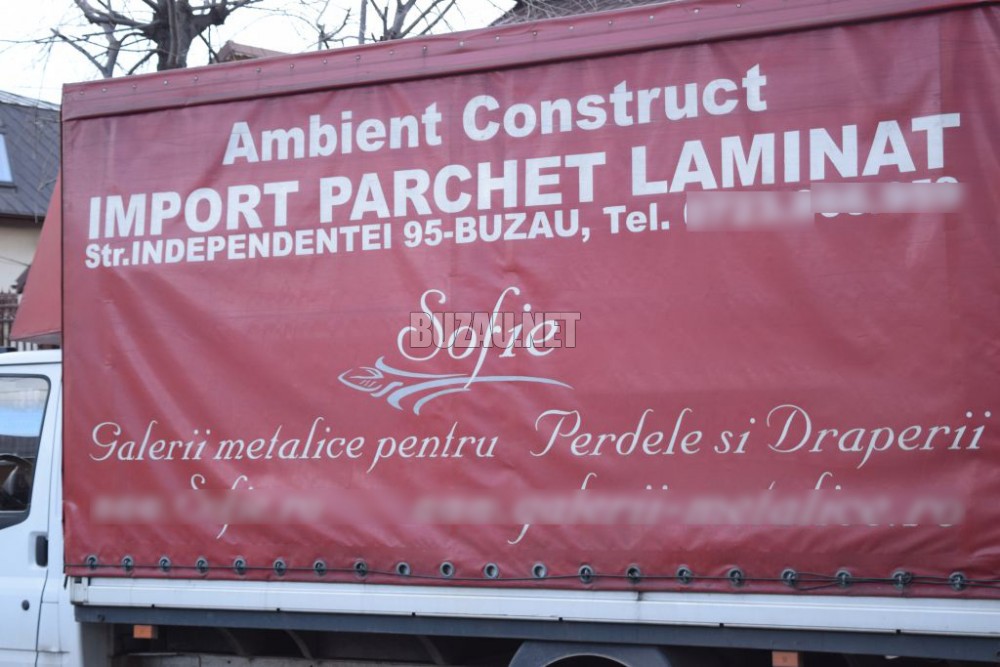 Ambient Construct
IMPORT PARCHET LAMINAT
Str.INDEPENDENTEI 95-BUZAU, Tel.
Sofie
BUZAU.NET
Galerii metalice pentru Perdele si Draperii